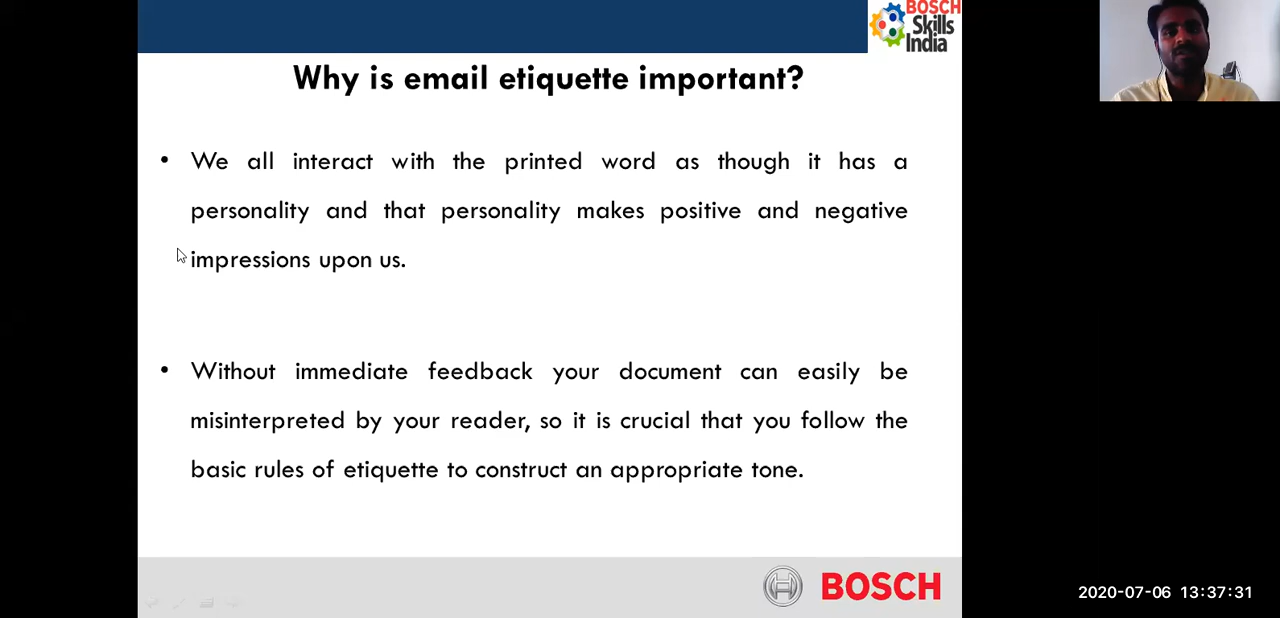 BOSCH
Skills
India
Why is email etiquette important?
• We all interact with the printed word as though it has a
personality and that personality makes positive and negative
impressions upon us.
• Without immediate feedback your document can easily be
misinterpreted by your reader, so it is crucial that you follow the
basic rules of etiquette to construct an appropriate tone.
BOSCH
2020-07-06 13:37:31